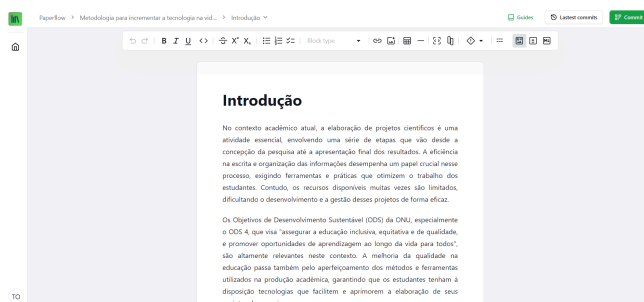 Paperflow > Metodologia para incrementar a tecnologia na vid... > Introdução
Guides
Lastest commits
Commit
B I U <> S X² X₂ Block type
Introdução
No contexto acadêmico atual, a elaboração de projetos científicos é uma
atividade essencial, envolvendo uma série de etapas que vão desde a
concepção da pesquisa até a apresentação final dos resultados. A eficiência
na escrita e organização das informações desempenha um papel crucial nesse
processo, exigindo ferramentas e práticas que otimizem o trabalho dos
estudantes. Contudo, os recursos disponíveis muitas vezes são limitados,
dificultando o desenvolvimento e a gestão desses projetos de forma eficaz.
Os Objetivos de Desenvolvimento Sustentável (ODS) da ONU, especialmente
o ODS 4, que visa "assegurar a educação inclusiva, equitativa e de qualidade,
e promover oportunidades de aprendizagem ao longo da vida para todos",
são altamente relevantes neste contexto. A melhoria da qualidade na
educação passa também pelo aperfeiçoamento dos métodos e ferramentas
utilizados na produção acadêmica, garantindo que os estudantes tenham à
disposição tecnologias que facilitem e aprimorem a elaboração de seus
TO